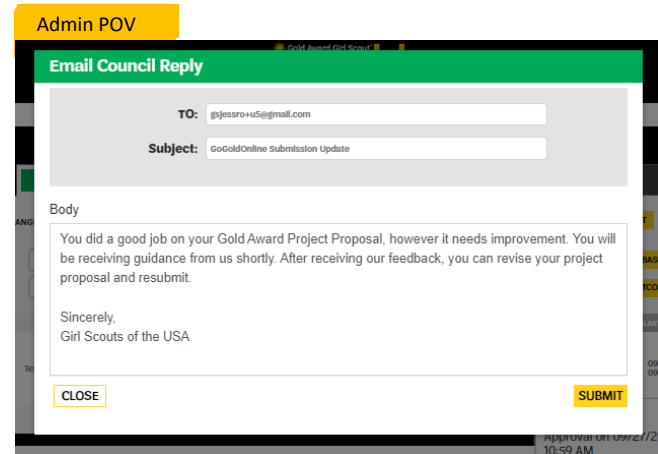 Admin POV
Gold Award Girl Scout
Email Council Reply
TO: gsjessro+u5@gmail.com
Subject: GoGoldOnline Submission Update
Body
You did a good job on your Gold Award Project Proposal, however it needs improvement. You will
be receiving guidance from us shortly. After receiving our feedback, you can revise your project
proposal and resubmit.
Sincerely,
Girl Scouts of the USA
CLOSE SUBMIT
Approval on 09/27/2
10:59 AM